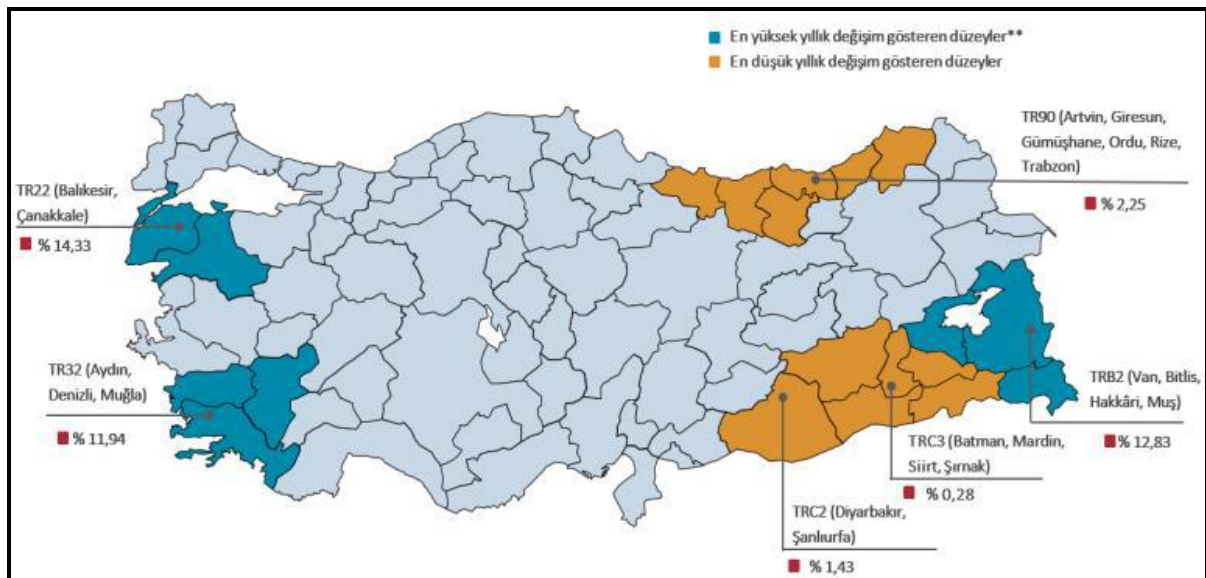 En yüksek yıllık değişim gösteren düzeyler**
En düşük yıllık değişim gösteren düzeyler
TR90 (Artvin, Giresun,
Gümüşhane, Ordu, Rize,
Trabzon)
% 2,25
TR22 (Balıkesir,
Çanakkale)
% 14,33
TR32 (Aydın,
Denizli, Muğla)
% 11,94
TRB2 (Van, Bitlis,
Hakkâri, Muş)
% 12,83
TRC3 (Batman, Mardin,
Siirt, Şırnak)
% 0,28
TRC2 (Diyarbakır,
Şanlıurfa)
% 1,43